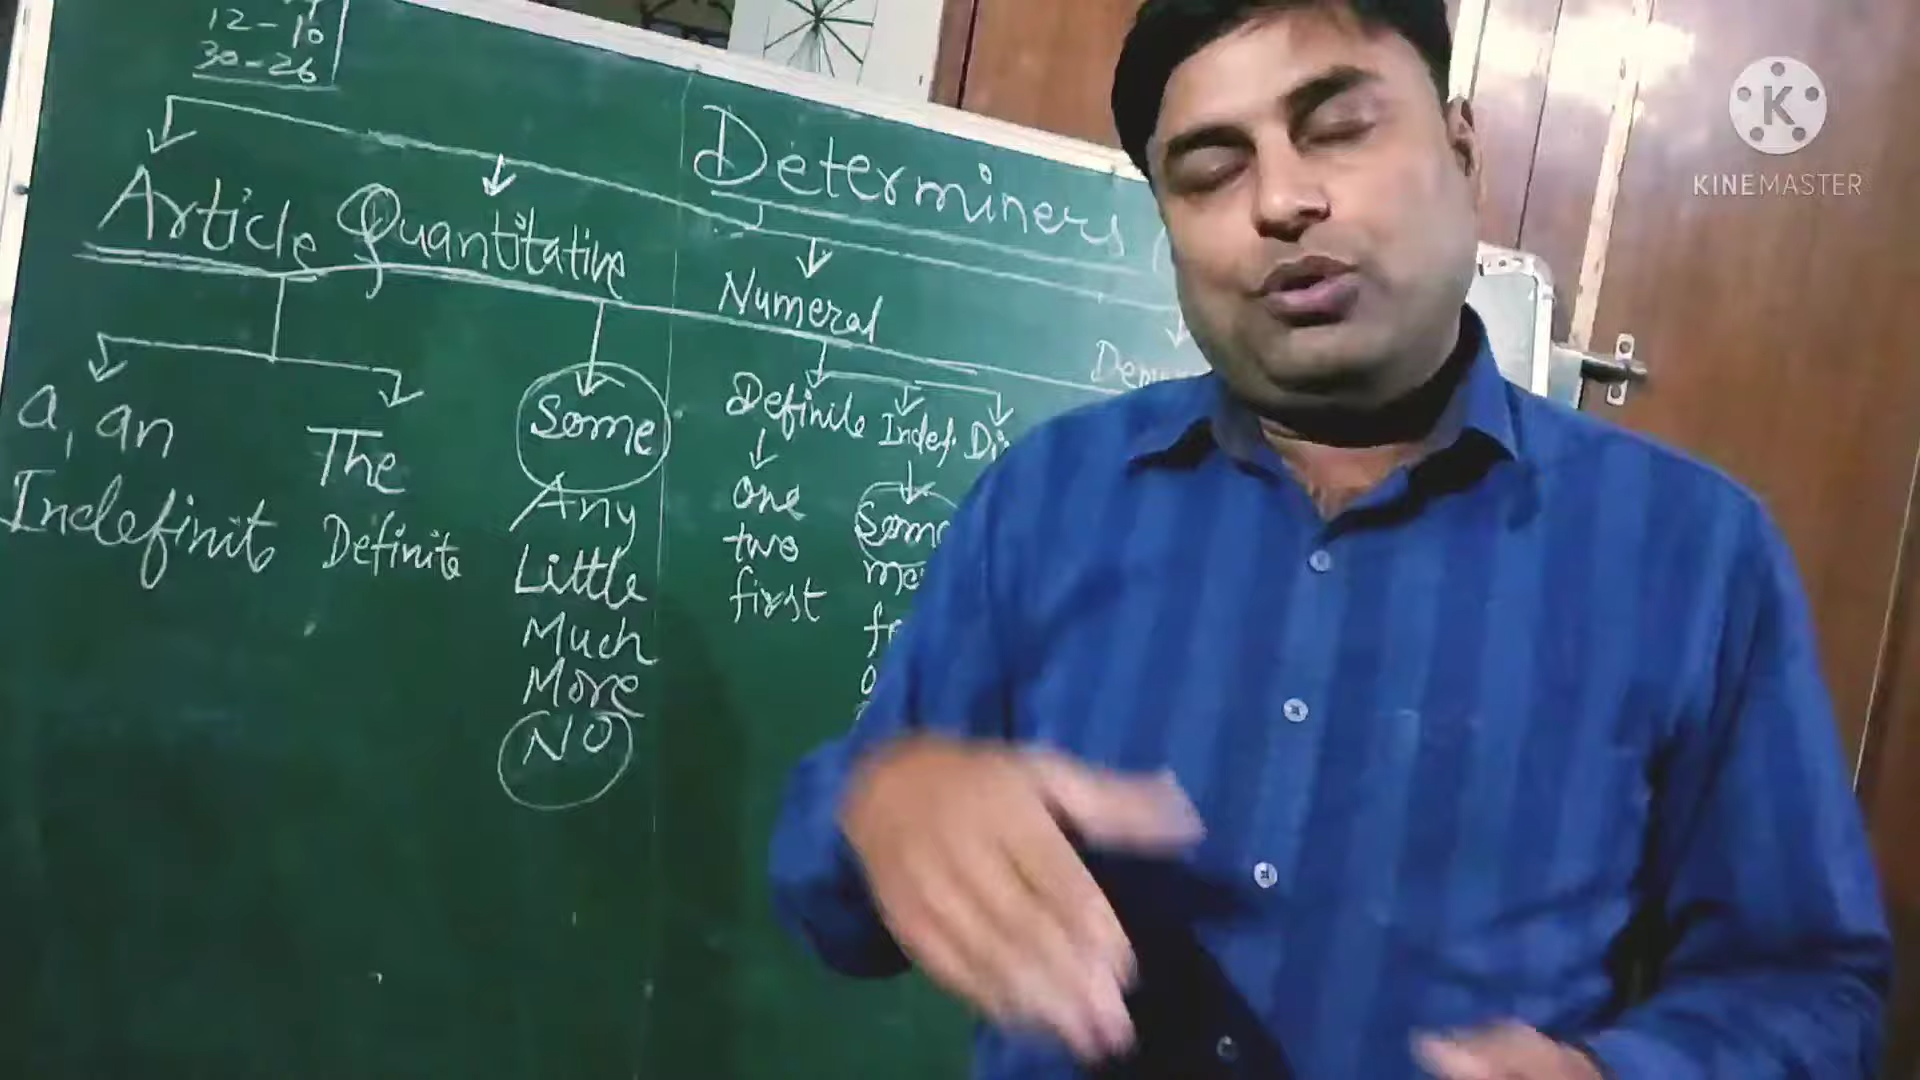 12-10
30-26
Determiners (
Article Quantitative
Numeral
a, an
Indefinit
The
Definite
Some
Any
Little
Much
More
NO
Definite Indef.
one
two
first
Some
KINEMASTER